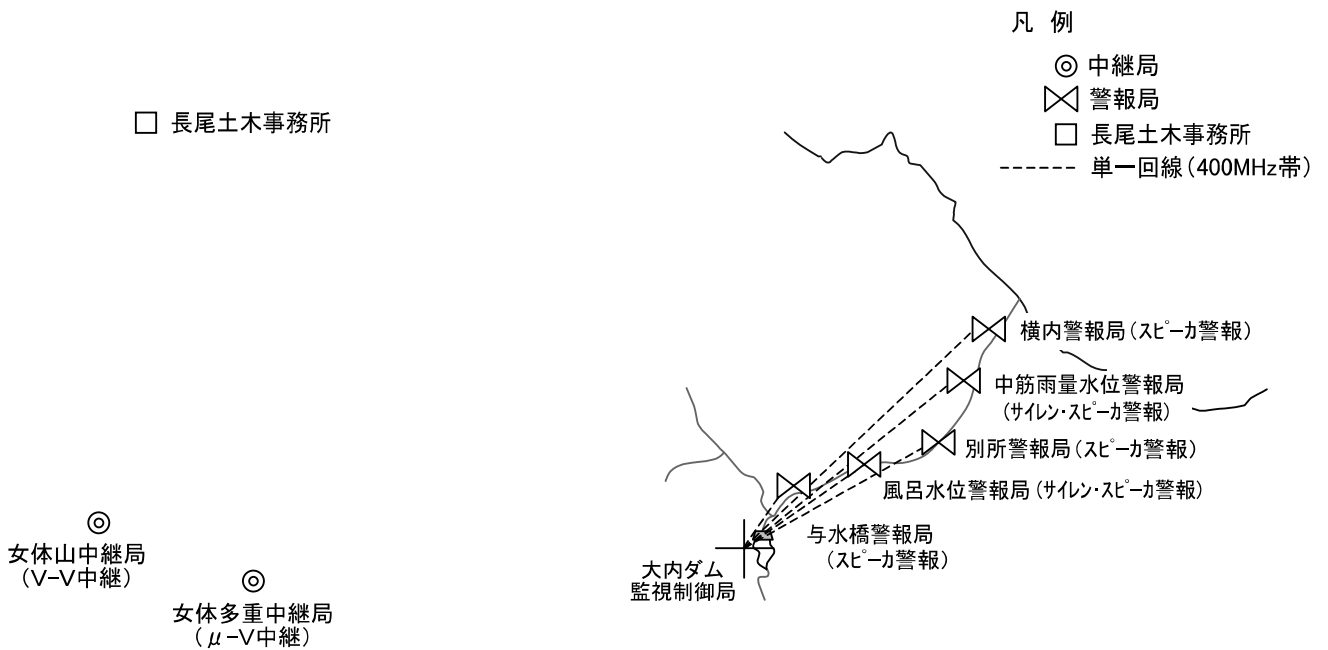 凡 例
中継局
警報局
長尾土木事務所
単一回線(400MHz帯)
長尾土木事務所
横内警報局(スピーカ警報)
中筋雨量水位警報局
(サイレン・スピーカ警報)
別所警報局(スピーカ警報)
風呂水位警報局(サイレン・スピーカ警報)
与水橋警報局
(スピーカ警報)
大内ダム
監視制御局
女体山中継局
(V-V中継)
女体多重中継局
(μ-V中継)